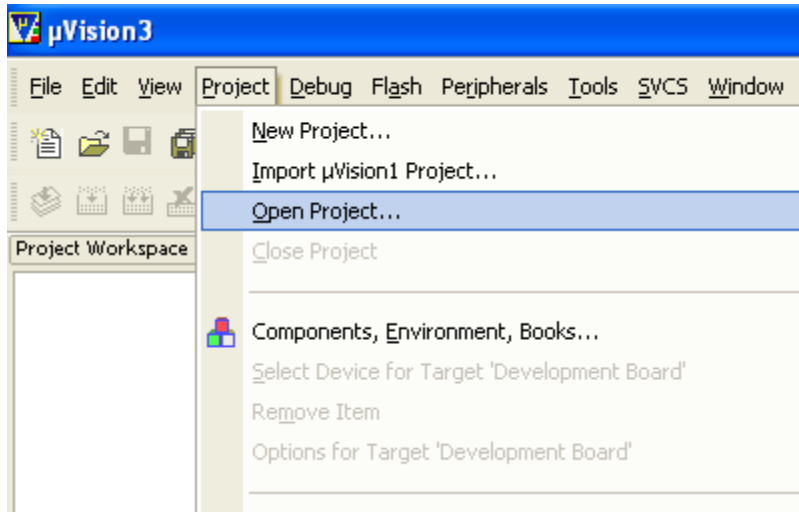 µVision3
File Edit View Project Debug Flash Peripherals Tools SVCS Window
New Project...
Import µVision1 Project...
Open Project...
Project Workspace
Close Project
Components, Environment, Books...
Select Device for Target 'Development Board'
Remove Item
Options for Target 'Development Board'